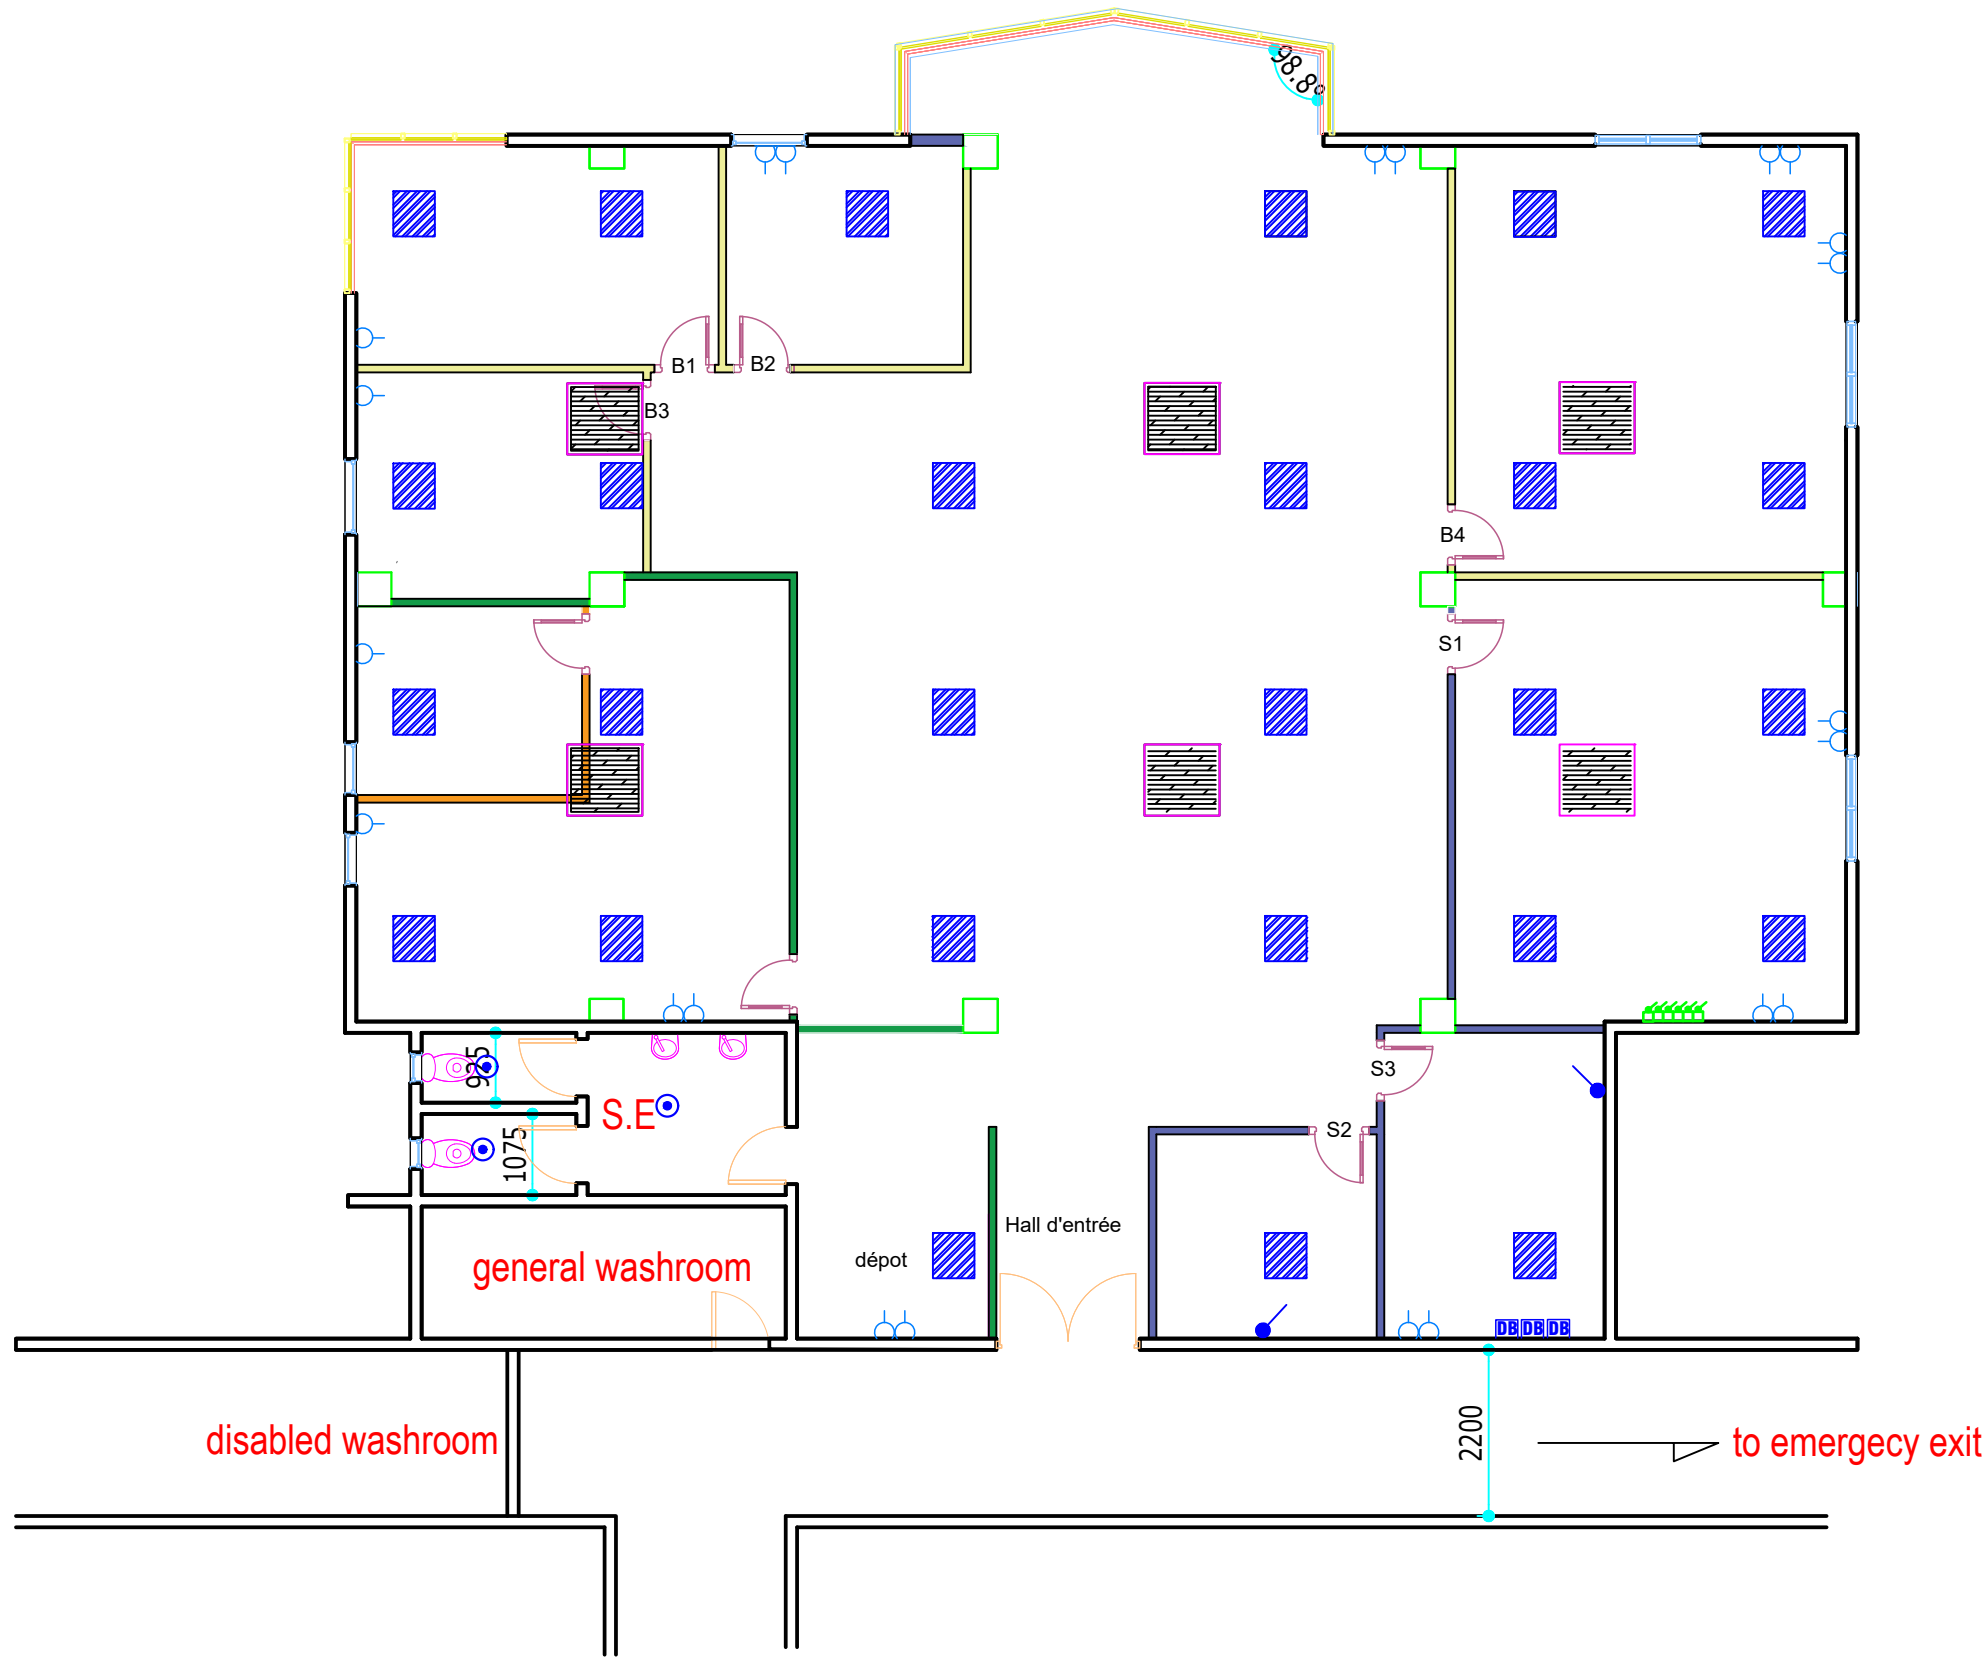 98.8°
B1
B2
B3
B4
S1
925
S3
S.E
S2
1075
Hall d'entrée
general washroom
dépot
DB DB DB
disabled washroom
2200
to emergecy exit